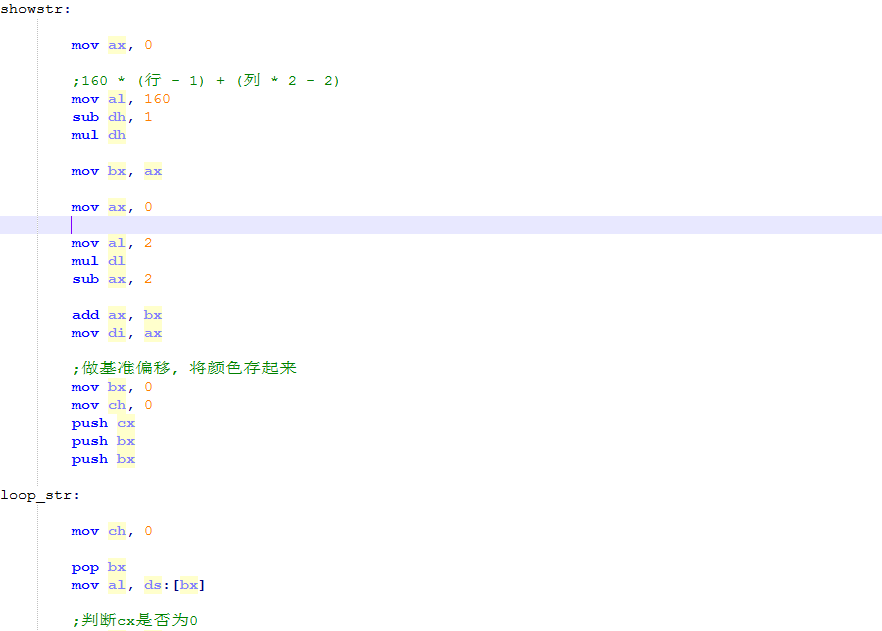 showstr:
mov ax, 0
;160 * (行 - 1) + (列 * 2 - 2)
mov al, 160
sub dh, 1
mul dh
mov bx, ax
mov ax, 0
mov al, 2
mul dl
sub ax, 2
add ax, bx
mov di, ax
;做基准偏移, 将颜色存起来
mov bx, 0
mov ch, 0
push cx
push bx
push bx
loop_str:
mov ch, 0
pop bx
mov al, ds:[bx]
;判断cx是否为0